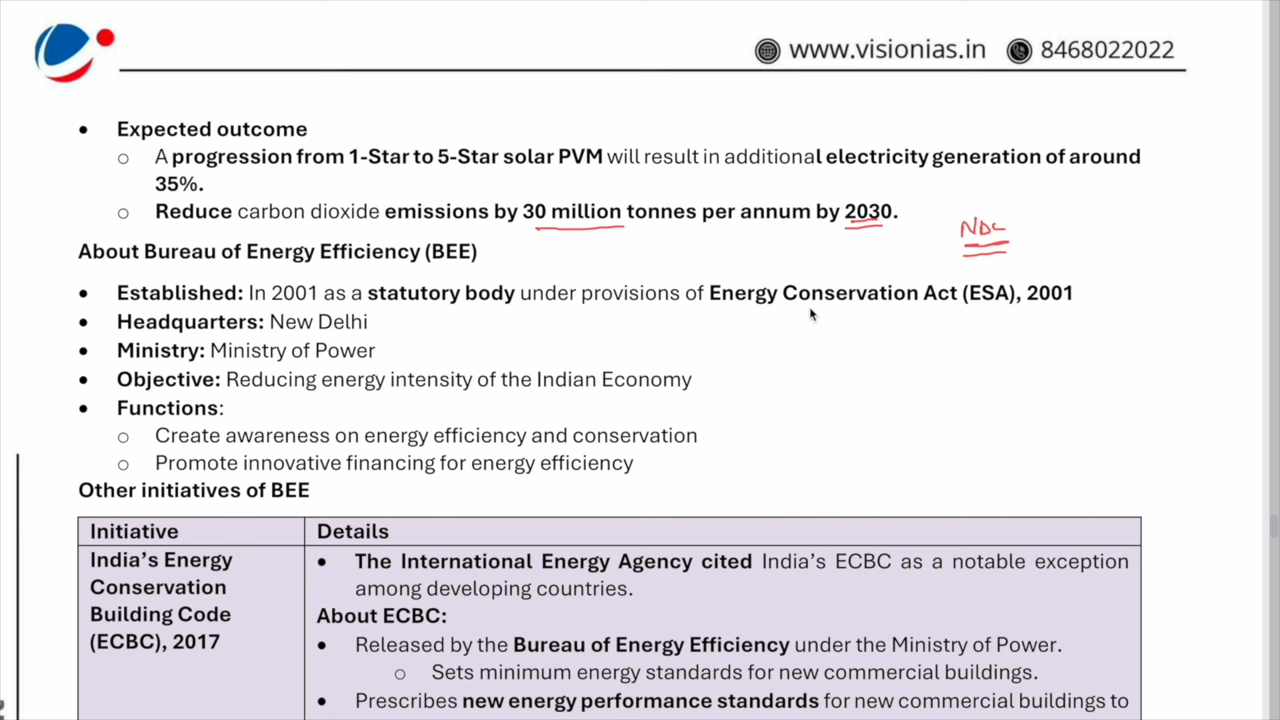 www.visionias.in 8468022022
• Expected outcome
o A progression from 1-Star to 5-Star solar PVM will result in additional electricity generation of around
35%.
o Reduce carbon dioxide emissions by 30 million tonnes per annum by 2030.
NDC
About Bureau of Energy Efficiency (BEE)
• Established: In 2001 as a statutory body under provisions of Energy Conservation Act (ESA), 2001
• Headquarters: New Delhi
• Ministry: Ministry of Power
• Objective: Reducing energy intensity of the Indian Economy
• Functions:
o Create awareness on energy efficiency and conservation
o Promote innovative financing for energy efficiency
Other initiatives of BEE
Initiative Details
India's Energy
Conservation
Building Code
(ECBC), 2017
• The International Energy Agency cited India's ECBC as a notable exception
among developing countries.
About ECBC:
• Released by the Bureau of Energy Efficiency under the Ministry of Power.
o Sets minimum energy standards for new commercial buildings.
• Prescribes new energy performance standards for new commercial buildings to